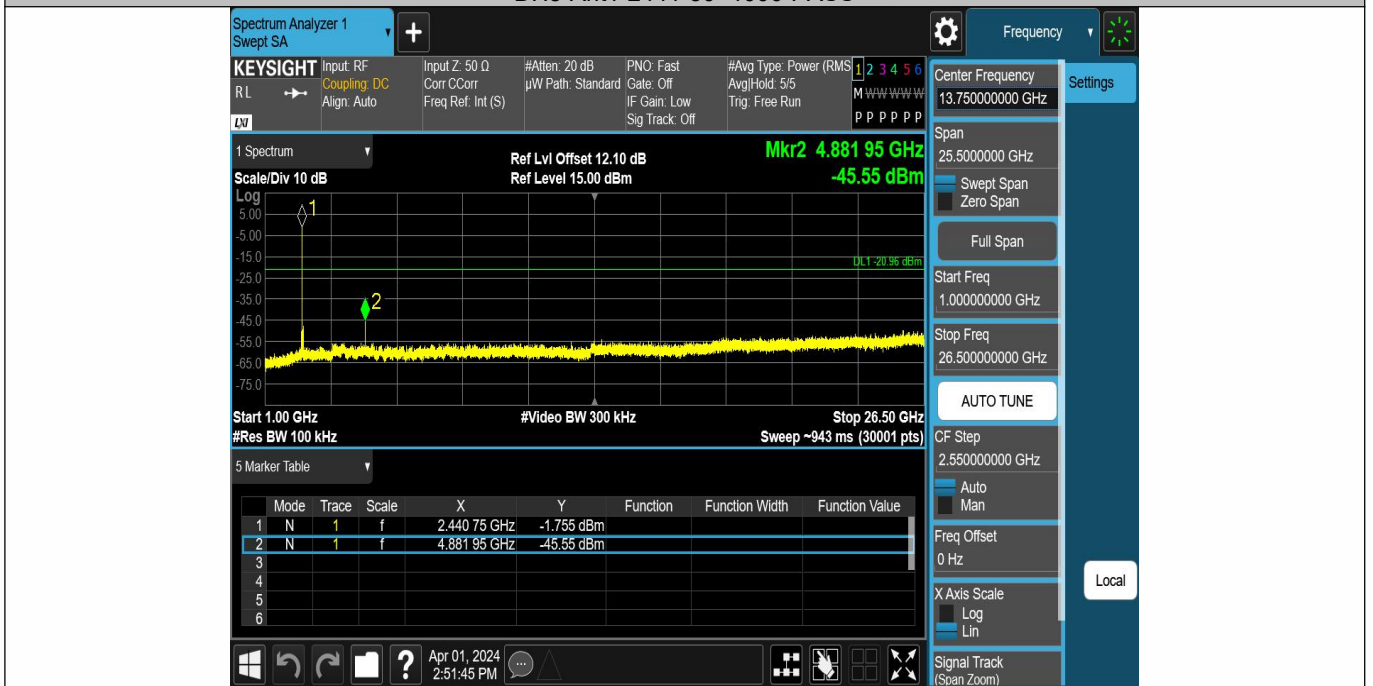 Spectrum Analyzer 1
Swept SA
+
Frequency
KEYSIGHT
RL
LXI
Input: RF
Coupling: DC
Align: Auto
Input Z: 50 Ω
Corr CCorr
Freq Ref: Int (S)
#Atten: 20 dB
µW Path: Standard
PNO: Fast
Gate: Off
IF Gain: Low
Sig Track: Off
#Avg Type: Power (RMS
Avg|Hold: 5/5
Trig: Free Run
1 2 3 4 5 6
M W W W W W
P P P P P P
1 Spectrum
Scale/Div 10 dB
Ref Lvl Offset 12.10 dB
Ref Level 15.00 dBm
Mkr2 4.881 95 GHz
-45.55 dBm
Log
5.00
-5.00
-15.0
-25.0
-35.0
-45.0
-55.0
-65.0
-75.0
1
2
DL1 -20.96 dBm
Start 1.00 GHz
#Video BW 300 kHz
Stop 26.50 GHz
#Res BW 100 kHz
Sweep ~943 ms (30001 pts)
5 Marker Table
Mode Trace Scale X Y Function Function Width Function Value
1 N 1 f 2.440 75 GHz -1.755 dBm
2 N 1 f 4.881 95 GHz -45.55 dBm
3
4
5
6
?
Apr 01, 2024
2:51:45 PM
Center Frequency
13.750000000 GHz
Settings
Span
25.5000000 GHz
Swept Span
Zero Span
Full Span
Start Freq
1.000000000 GHz
Stop Freq
26.500000000 GHz
AUTO TUNE
CF Step
2.550000000 GHz
Auto
Man
Freq Offset
0 Hz
X Axis Scale
Log
Lin
Local
Signal Track
(Span Zoom)